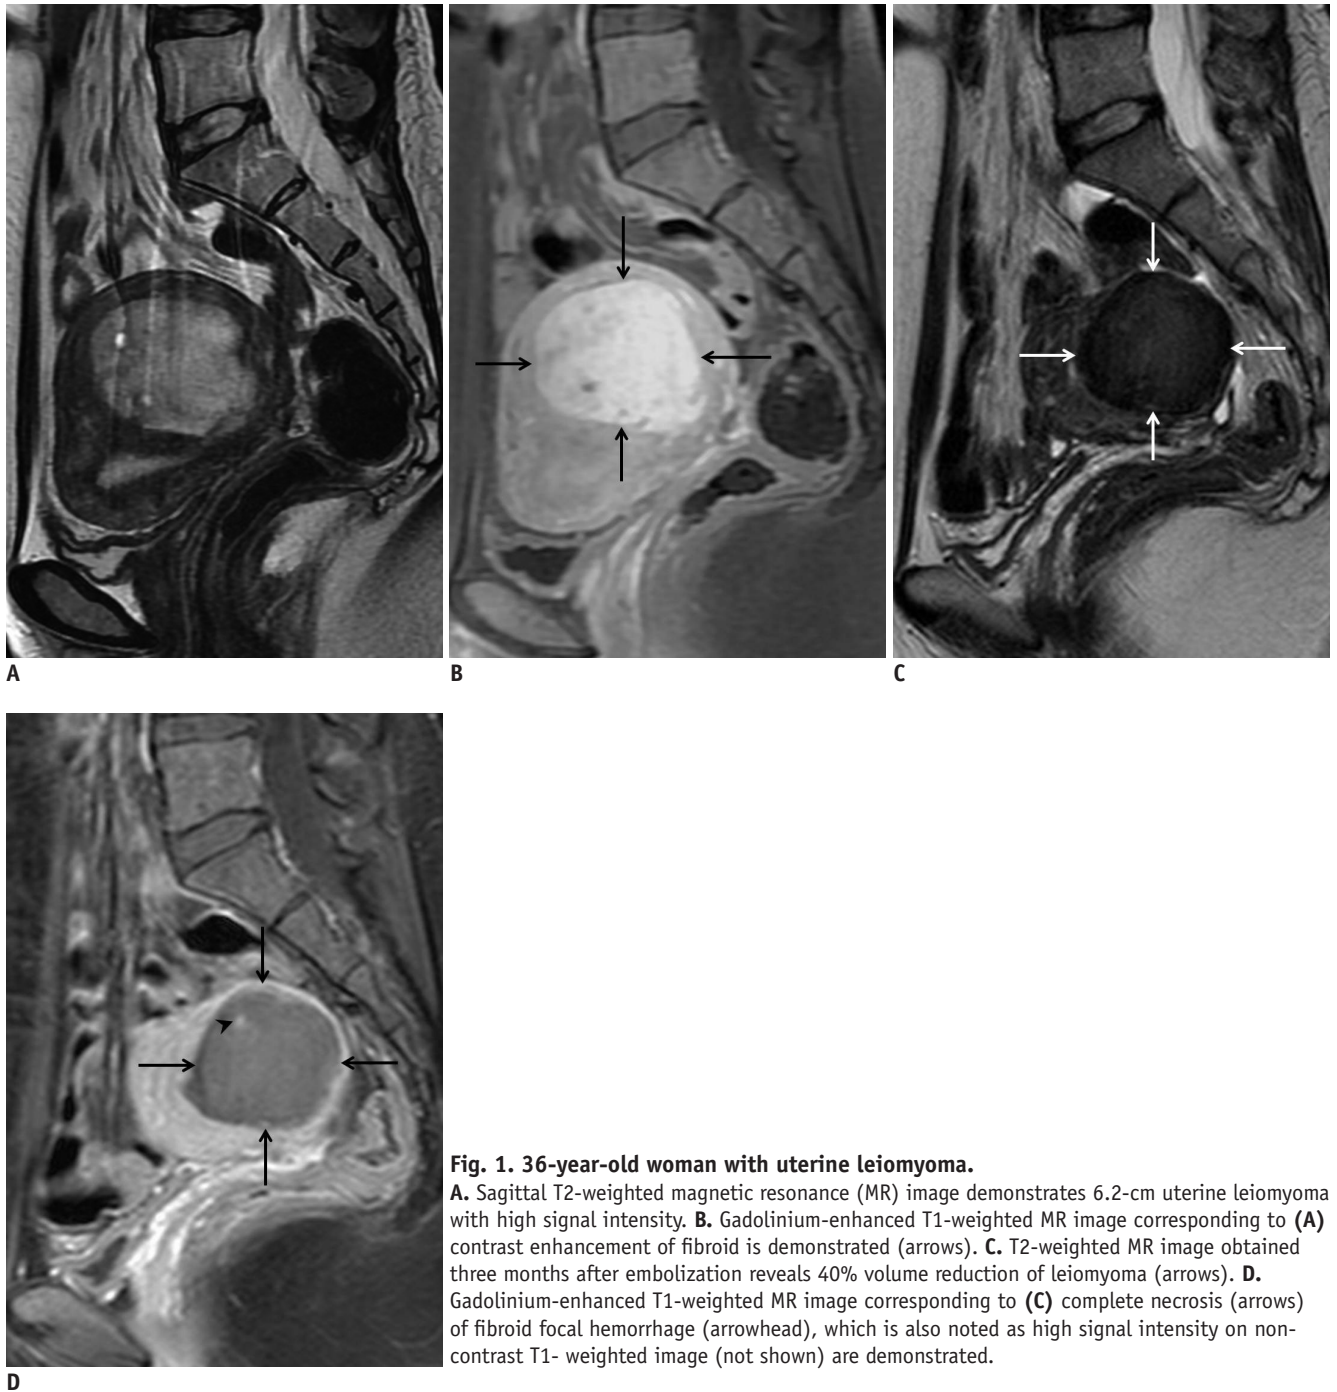 A
B
C
D
Fig. 1. 36-year-old woman with uterine leiomyoma.
A. Sagittal T2-weighted magnetic resonance (MR) image demonstrates 6.2-cm uterine leiomyoma
with high signal intensity. B. Gadolinium-enhanced T1-weighted MR image corresponding to (A)
contrast enhancement of fibroid is demonstrated (arrows). C. T2-weighted MR image obtained
three months after embolization reveals 40% volume reduction of leiomyoma (arrows). D.
Gadolinium-enhanced T1-weighted MR image corresponding to (C) complete necrosis (arrows)
of fibroid focal hemorrhage (arrowhead), which is also noted as high signal intensity on non-
contrast T1- weighted image (not shown) are demonstrated.